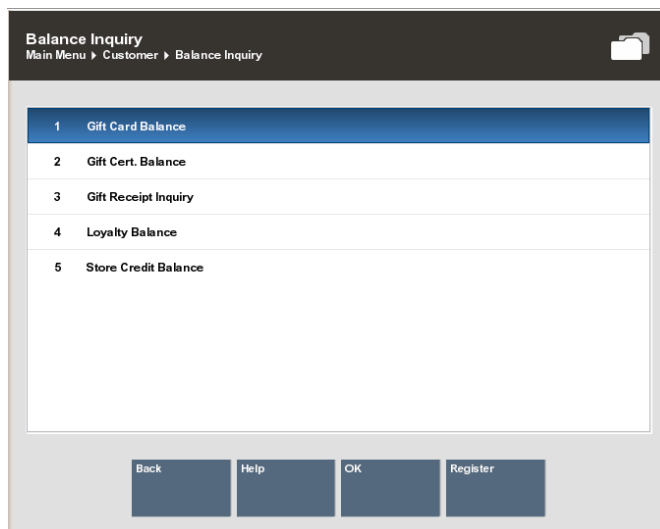 Balance Inquiry
Main Menu ▸ Customer ▸ Balance Inquiry
1 Gift Card Balance
2 Gift Cert. Balance
3 Gift Receipt Inquiry
4 Loyalty Balance
5 Store Credit Balance
Back Help OK Register